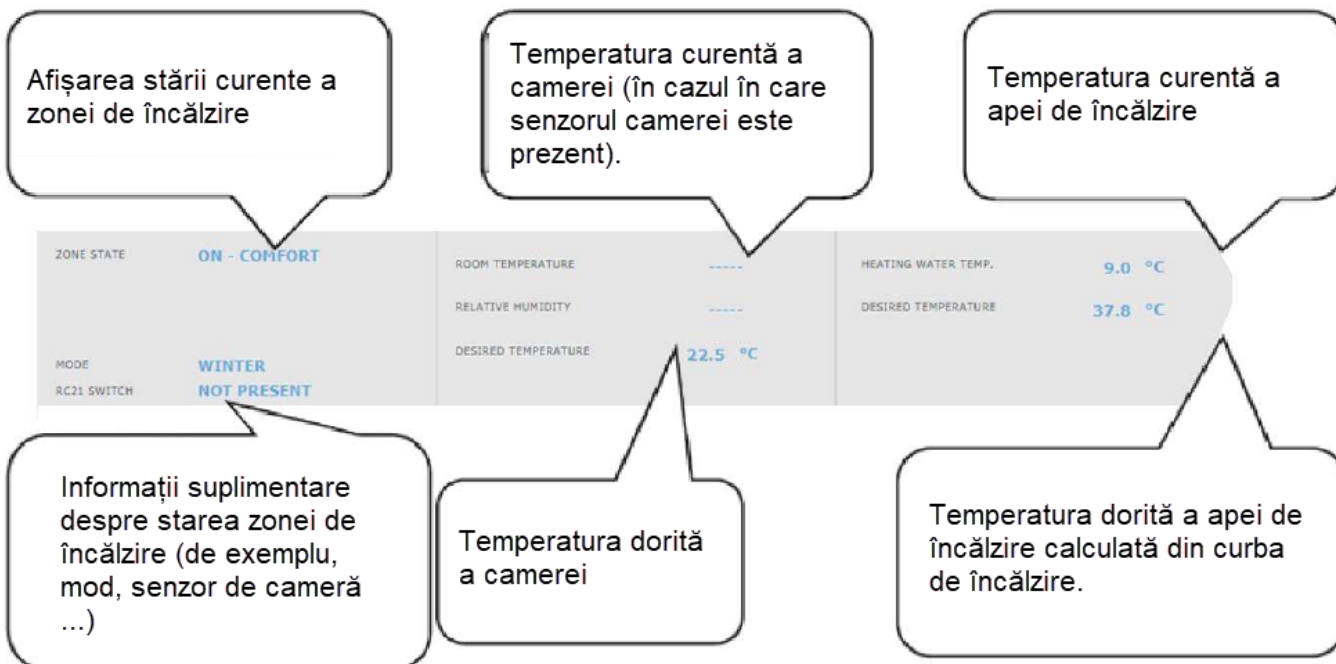 Afișarea stării curente a
zonei de încălzire
Temperatura curentă a
camerei (în cazul în care
senzorul camerei este
prezent).
Temperatura curentă a
apei de încălzire
ZONE STATE
ON - COMFORT
MODE
WINTER
RC21 SWITCH
NOT PRESENT
ROOM TEMPERATURE
-----
RELATIVE HUMIDITY
-----
DESIRED TEMPERATURE
22.5 °C
HEATING WATER TEMP.
9.0 °C
DESIRED TEMPERATURE
37.8 °C
Informații suplimentare
despre starea zonei de
încălzire (de exemplu,
mod, senzor de cameră
...)
Temperatura dorită
a camerei
Temperatura dorită a apei de
încălzire calculată din curba
de încălzire.